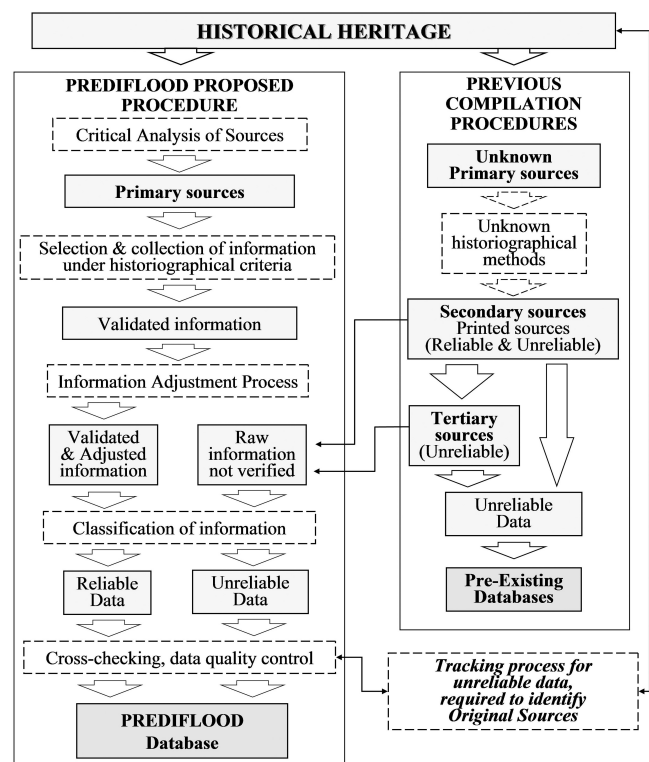 HISTORICAL HERITAGE
PREDIFLOOD PROPOSED
PROCEDURE
Critical Analysis of Sources
Primary sources
Selection & collection of information
under historiographical criteria
Validated information
Information Adjustment Process
Validated
& Adjusted
information
Raw
information
not verified
Classification of information
Reliable
Data
Unreliable
Data
Cross-checking, data quality control
PREDIFLOOD
Database
PREVIOUS
COMPILATION
PROCEDURES
Unknown
Primary sources
Unknown
historiographical
methods
Secondary sources
Printed sources
(Reliable & Unreliable)
Tertiary
sources
(Unreliable)
Unreliable
Data
Pre-Existing
Databases
Tracking process for
unreliable data,
required to identify
Original Sources